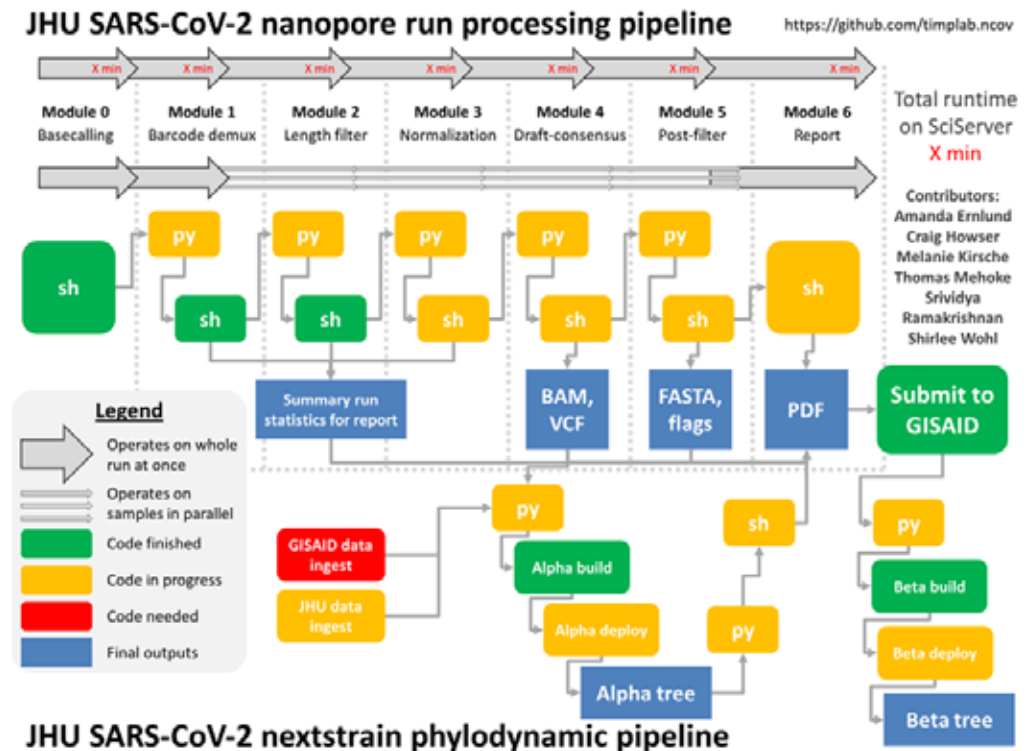 JHU SARS-CoV-2 nanopore run processing pipeline
https://github.com/timplab.ncov
X min
X min
X min
X min
X min
X min
X min
Module 0
Basecalling
Module 1
Barcode demux
Module 2
Length filter
Module 3
Normalization
Module 4
Draft-consensus
Module 5
Post-filter
Module 6
Report
Total runtime
on SciServer
X min
Contributors:
Amanda Ernlund
Craig Howser
Melanie Kirsche
Thomas Mehoke
Srividya
Ramakrishnan
Shirlee Wohl
sh
py
sh
py
sh
py
sh
py
sh
py
sh
sh
Summary run
statistics for report
BAM,
VCF
FASTA,
flags
PDF
Submit to
GISAID
Legend
Operates on whole
run at once
Operates on
samples in parallel
Code finished
Code in progress
Code needed
Final outputs
GISAID data
ingest
JHU data
ingest
py
Alpha build
Alpha deploy
Alpha tree
py
sh
py
Beta build
Beta deploy
Beta tree
JHU SARS-CoV-2 nextstrain phylodynamic pipeline